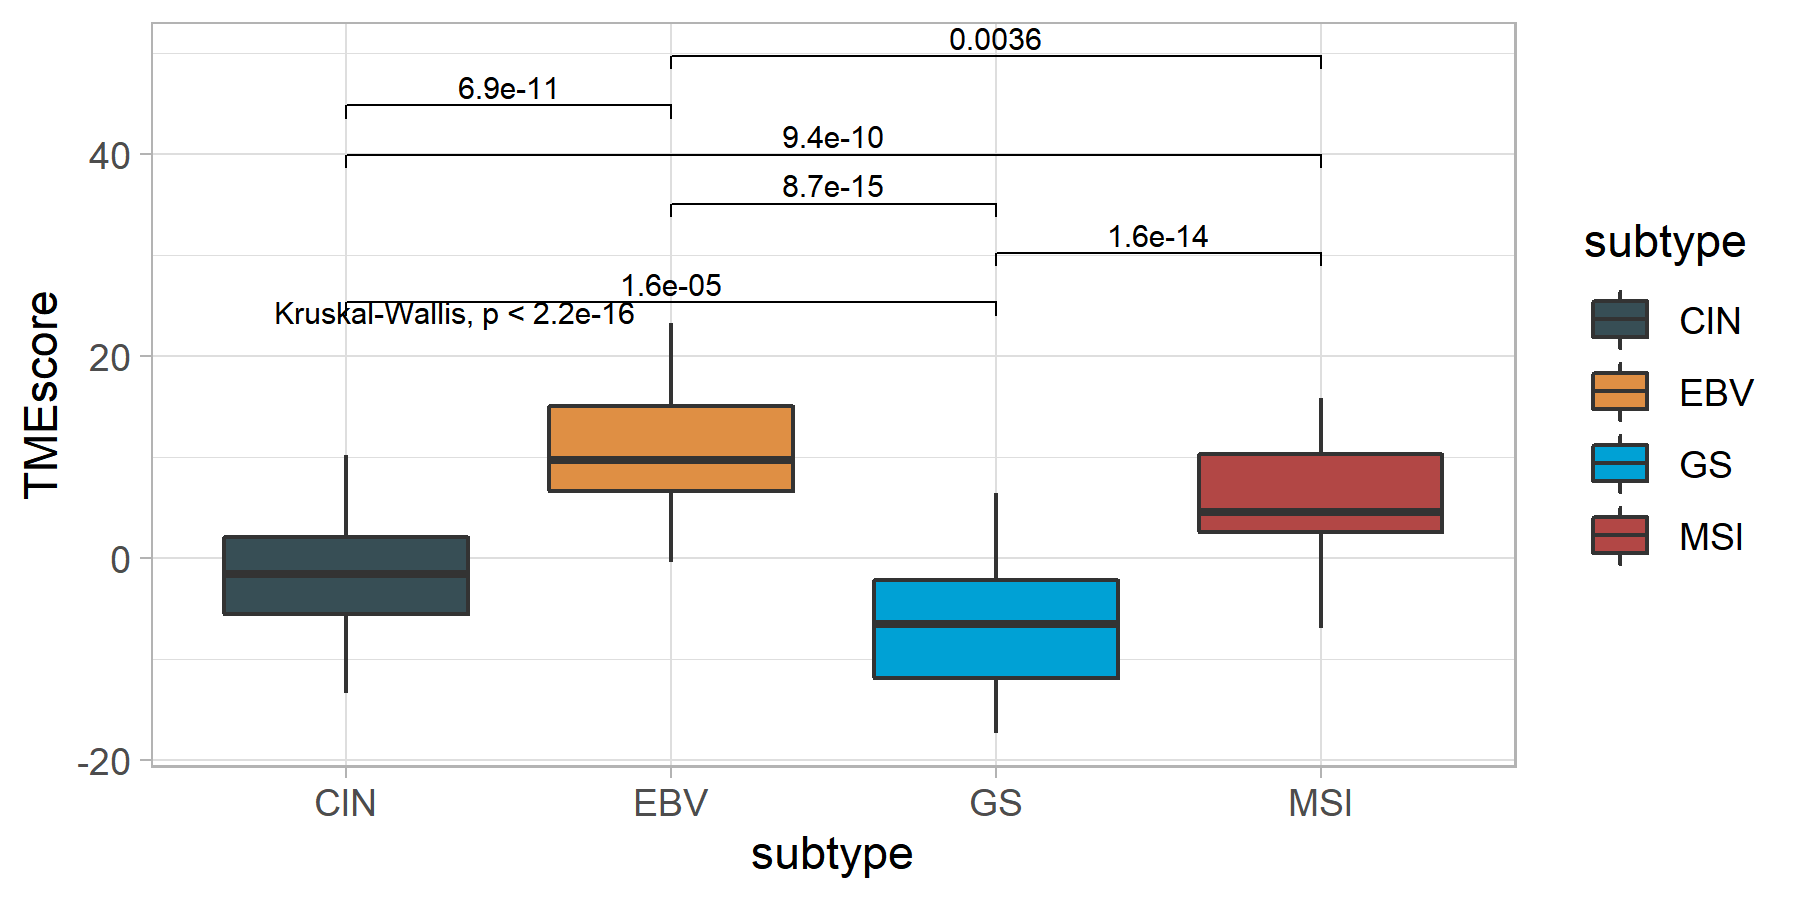 0.0036
6.9e-11
9.4e-10
8.7e-15
1.6e-14
1.6e-05
Kruskal-Wallis, p < 2.2e-16
40
20
0
-20
TMEscore
CIN
EBV
GS
MSI
subtype
subtype
CIN
EBV
GS
MSI